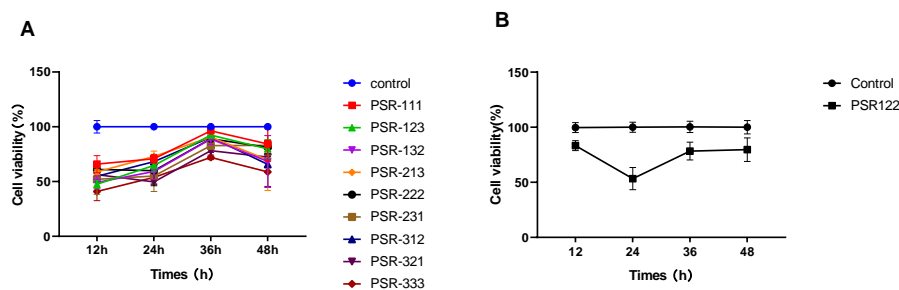 A
Cell viability(%)
150
100
50
0
12h 24h 36h 48h
Times (h)
control
PSR-111
PSR-123
PSR-132
PSR-213
PSR-222
PSR-231
PSR-312
PSR-321
PSR-333
B
Cell viability(%)
150
100
50
0
12 24 36 48
Times (h)
Control
PSR122